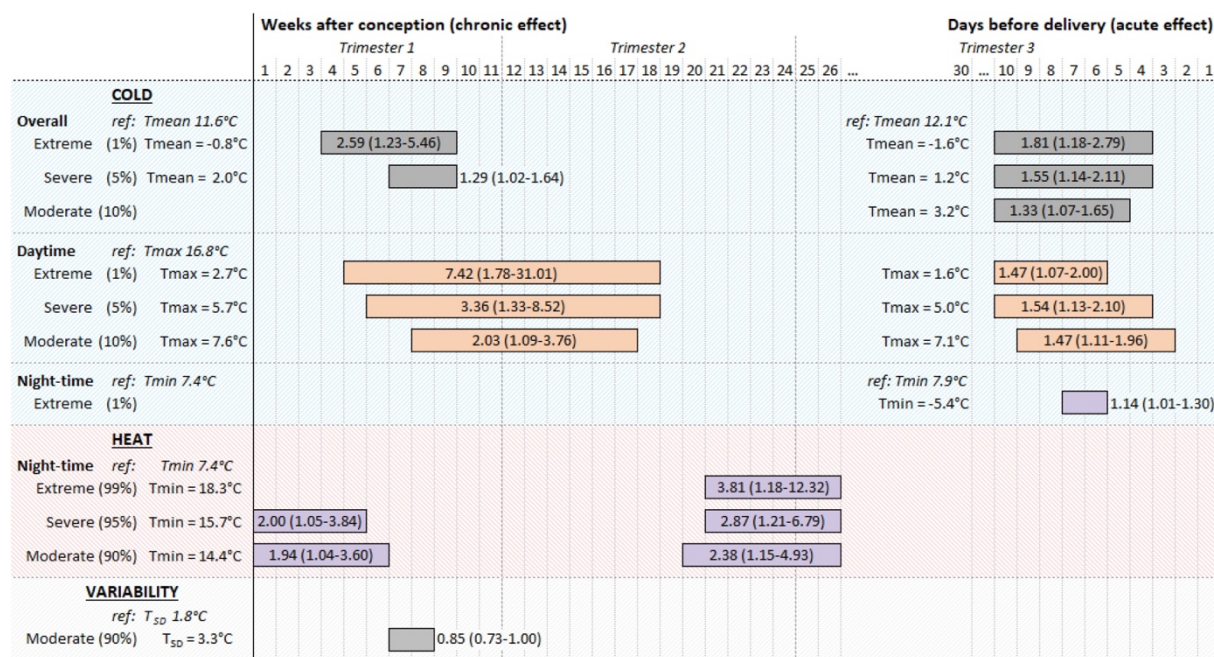 Weeks after conception (chronic effect) Days before delivery (acute effect)
Trimester 1 Trimester 2 Trimester 3
1 2 3 4 5 6 7 8 9 10 11 12 13 14 15 16 17 18 19 20 21 22 23 24 25 26 ... 30 ... 10 9 8 7 6 5 4 3 2 1
COLD
Overall ref: Tmean 11.6°C ref: Tmean 12.1°C
Extreme (1%) Tmean = -0.8°C 2.59 (1.23-5.46) Tmean = -1.6°C 1.81 (1.18-2.79)
Severe (5%) Tmean = 2.0°C 1.29 (1.02-1.64) Tmean = 1.2°C 1.55 (1.14-2.11)
Moderate (10%) Tmean = 3.2°C 1.33 (1.07-1.65)
Daytime ref: Tmax 16.8°C
Extreme (1%) Tmax = 2.7°C 7.42 (1.78-31.01) Tmax = 1.6°C 1.47 (1.07-2.00)
Severe (5%) Tmax = 5.7°C 3.36 (1.33-8.52) Tmax = 5.0°C 1.54 (1.13-2.10)
Moderate (10%) Tmax = 7.6°C 2.03 (1.09-3.76) Tmax = 7.1°C 1.47 (1.11-1.96)
Night-time ref: Tmin 7.4°C ref: Tmin 7.9°C
Extreme (1%) Tmin = -5.4°C 1.14 (1.01-1.30)
HEAT
Night-time ref: Tmin 7.4°C
Extreme (99%) Tmin = 18.3°C 3.81 (1.18-12.32)
Severe (95%) Tmin = 15.7°C 2.00 (1.05-3.84) 2.87 (1.21-6.79)
Moderate (90%) Tmin = 14.4°C 1.94 (1.04-3.60) 2.38 (1.15-4.93)
VARIABILITY
ref: TSD 1.8°C
Moderate (90%) TSD = 3.3°C 0.85 (0.73-1.00)